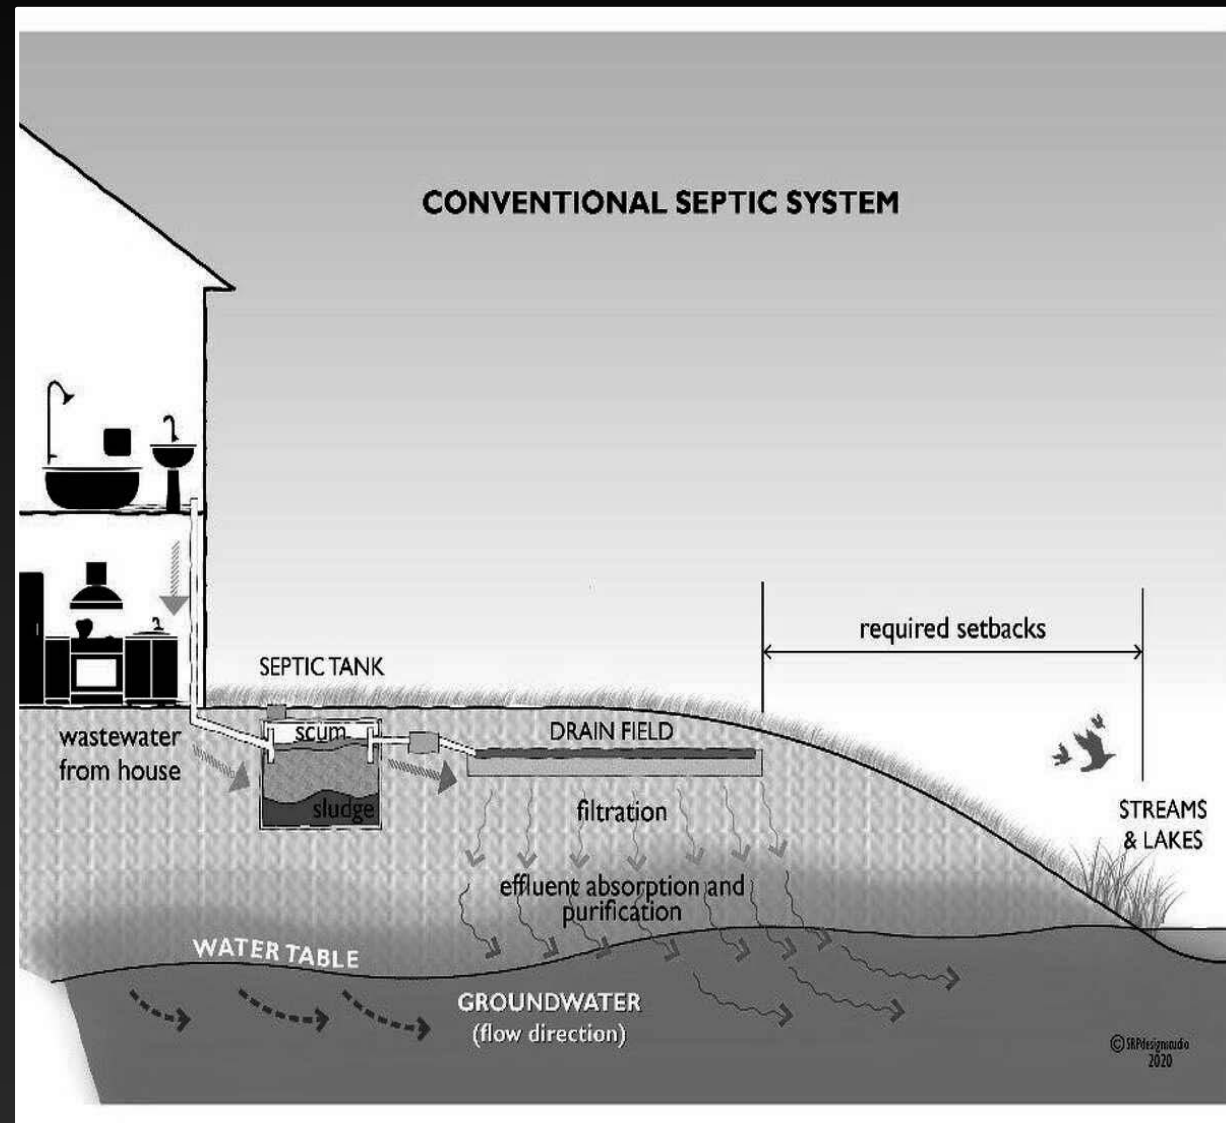 CONVENTIONAL SEPTIC SYSTEM
required setbacks
SEPTIC TANK
scum
DRAIN FIELD
wastewater
from house
sludge
filtration
STREAMS
& LAKES
effluent absorption and
purification
WATER TABLE
GROUNDWATER
(flow direction)
© SRPdesignstudio
2020